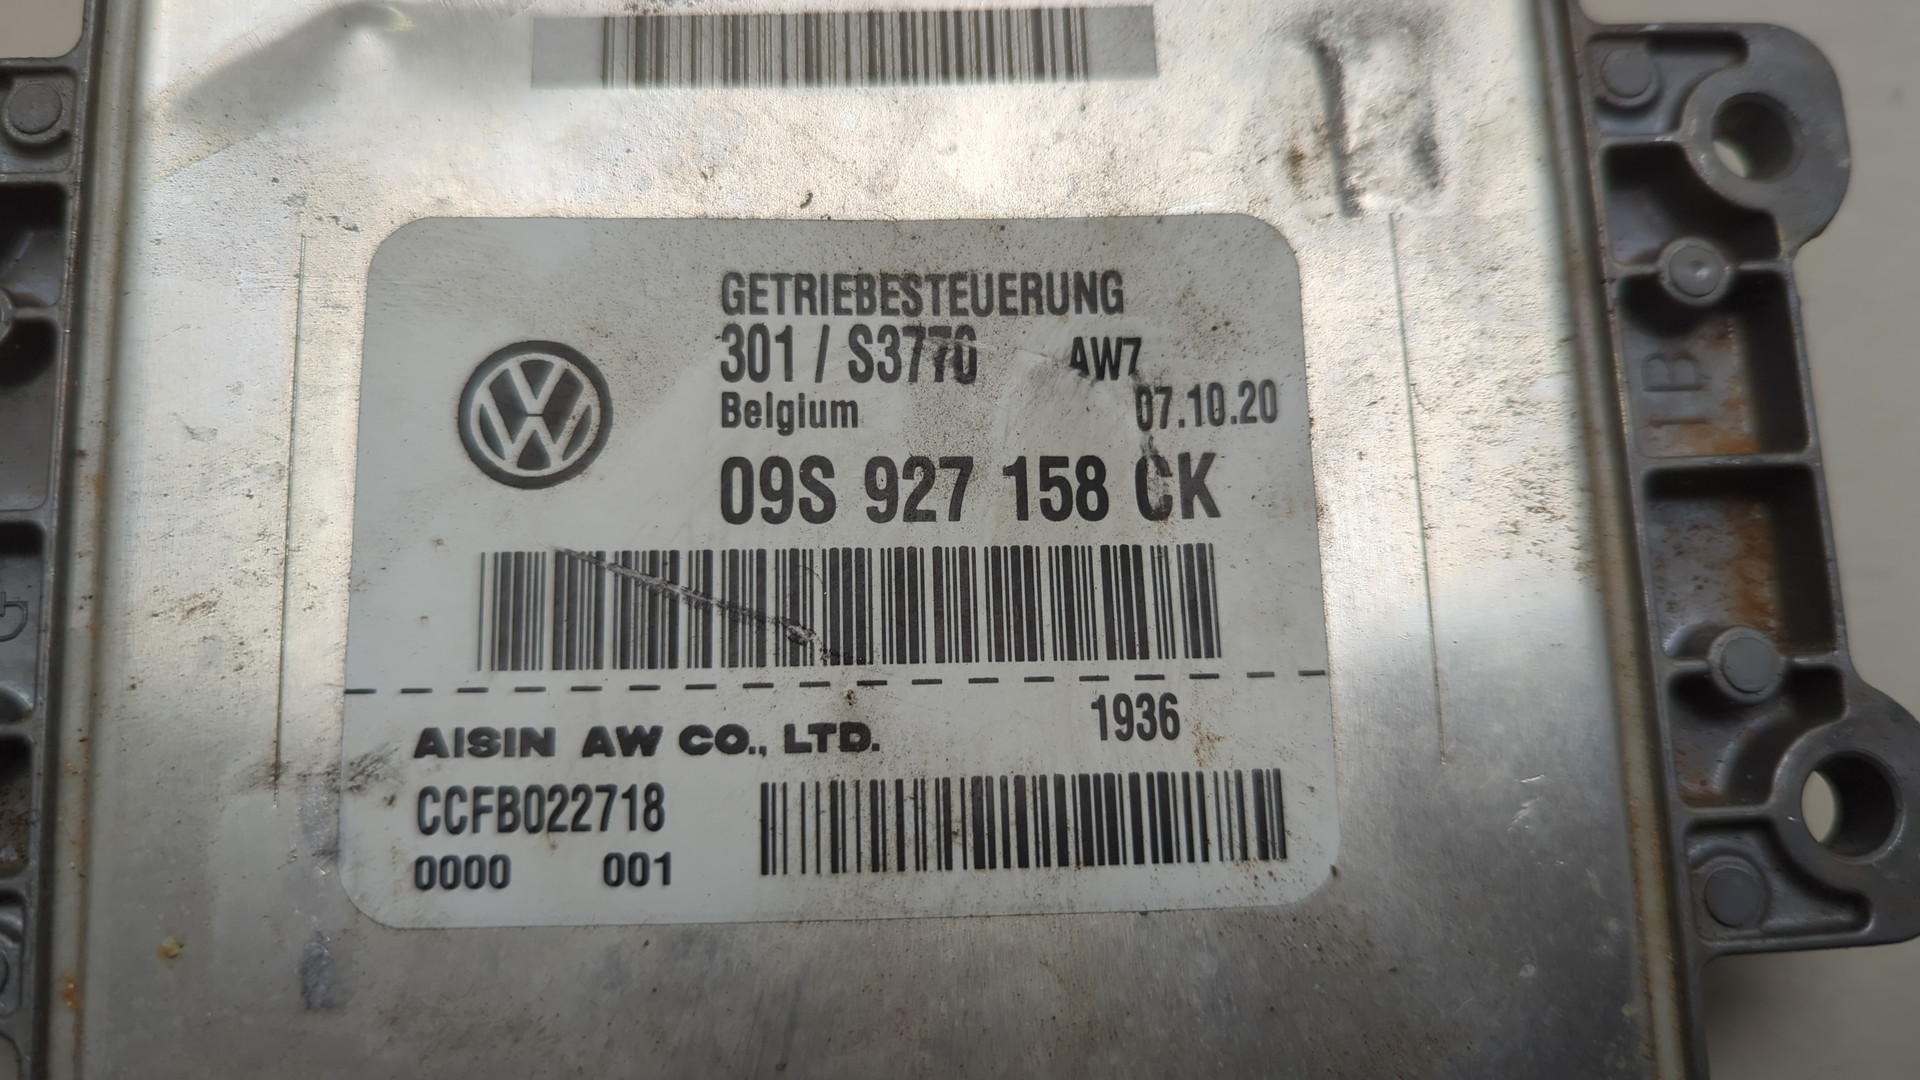 GETRIEBESTEUERUNG
301 / S3770 AW7
Belgium 07.10.20
09S 927 158 CK
1936
AISIN AW CO., LTD.
CCFB022718
0000 001
1B